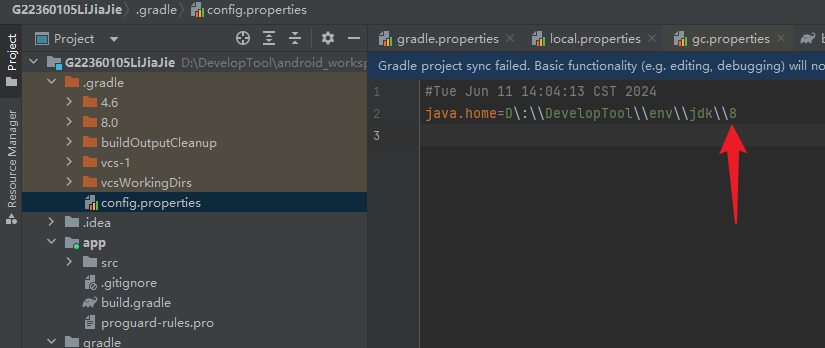 G22360105LiJiaJie .gradle config.properties
Project
gradle.properties local.properties gc.properties
G22360105LiJiaJie D:\DevelopTool\android_worksp
Gradle project sync failed. Basic functionality (e.g. editing, debugging) will no
.gradle
4.6
8.0
buildOutputCleanup
vcs-1
vcsWorkingDirs
config.properties
.idea
app
src
.gitignore
build.gradle
proguard-rules.pro
gradle
1 #Tue Jun 11 14:04:13 CST 2024
2 java.home=D\:\\DevelopTool\\env\\jdk\\8
3
Project
Resource Manager